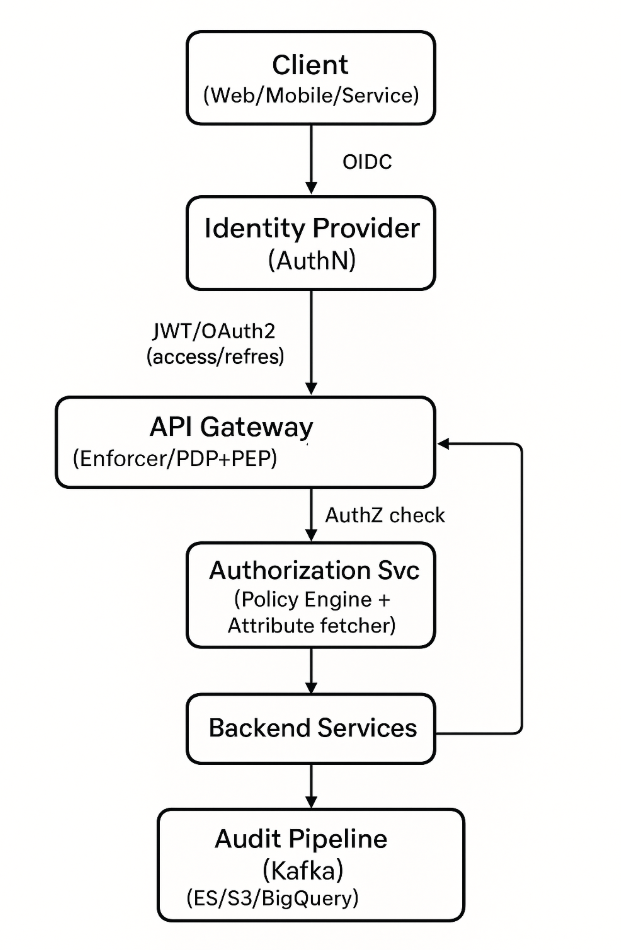 Client
(Web/Mobile/Service)
OIDC
Identity Provider
(AuthN)
JWT/OAuth2
(access/refres)
API Gateway
(Enforcer/PDP+PEP)
AuthZ check
Authorization Svc
(Policy Engine +
Attribute fetcher)
Backend Services
Audit Pipeline
(Kafka)
(ES/S3/BigQuery)